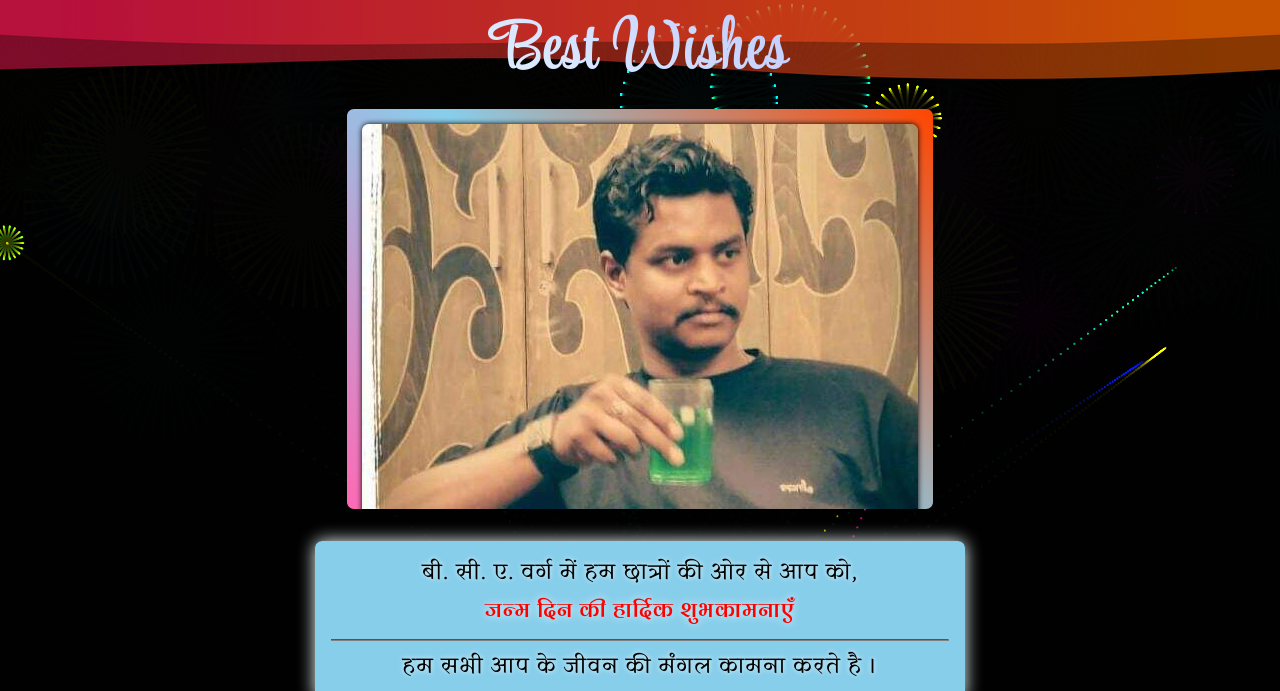 Best Wishes
बी. सी. ए. वर्ग में हम छात्रों की ओर से आप को,
जन्म दिन की हार्दिक शुभकामनाएँ
हम सभी आप के जीवन की मंगल कामना करते है ।